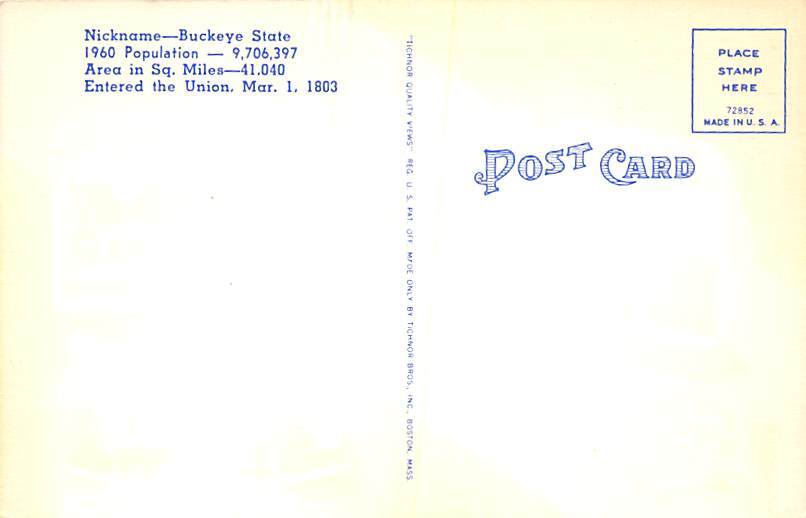 Nickname—Buckeye State
1960 Population — 9,706,397
Area in Sq. Miles—41.040
Entered the Union, Mar. 1, 1803
"TICHNOR QUALITY VIEWS" REG. U. S. PAT. OFF. MADE ONLY BY TICHNOR BROS., INC., BOSTON, MASS.
PLACE
STAMP
HERE
72852
MADE IN U. S. A.
POST CARD